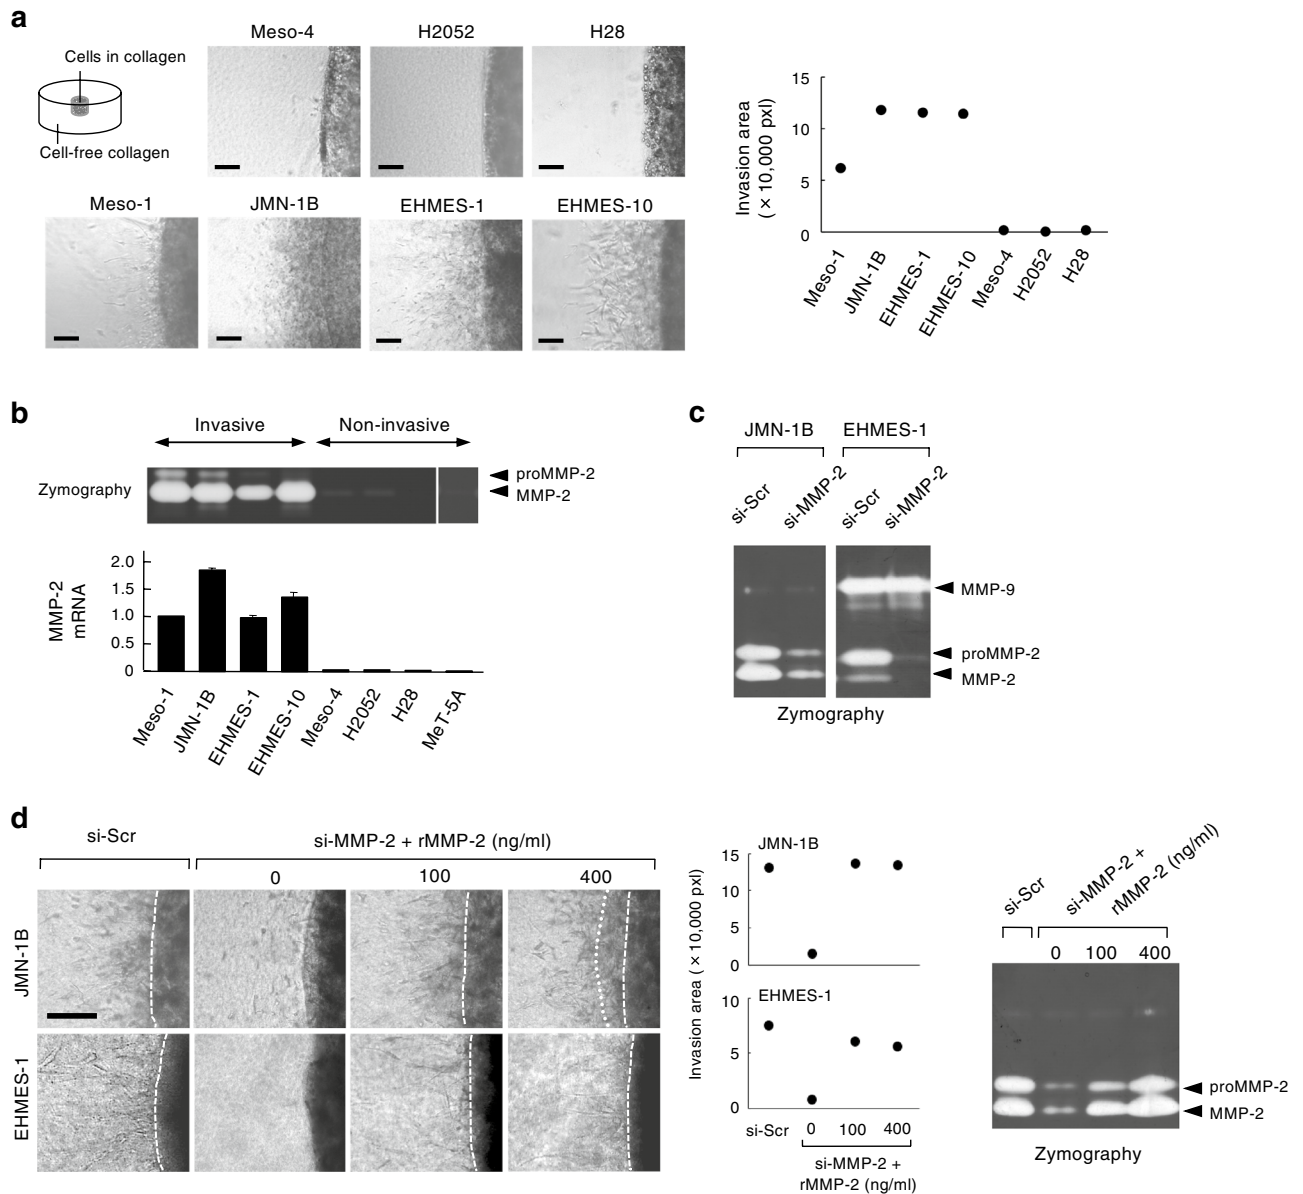 a
Cells in collagen
Cell-free collagen
Meso-4
H2052
H28
Meso-1
JMN-1B
EHMES-1
EHMES-10
Invasion area
(×10,000 pxl)
15
10
5
0
Meso-1
JMN-1B
EHMES-1
EHMES-10
Meso-4
H2052
H28
b
Invasive
Non-invasive
Zymography
proMMP-2
MMP-2
MMP-2
mRNA
2.0
1.5
1.0
0.5
0
Meso-1
JMN-1B
EHMES-1
EHMES-10
Meso-4
H2052
H28
MeT-5A
c
JMN-1B
EHMES-1
si-Scr
si-MMP-2
si-Scr
si-MMP-2
MMP-9
proMMP-2
MMP-2
Zymography
d
si-Scr
si-MMP-2 + rMMP-2 (ng/ml)
0
100
400
JMN-1B
EHMES-1
Invasion area (×10,000 pxl)
JMN-1B
15
10
5
0
EHMES-1
10
5
0
si-Scr
0
100
400
si-MMP-2 +
rMMP-2 (ng/ml)
si-Scr
si-MMP-2 +
rMMP-2 (ng/ml)
0
100
400
proMMP-2
MMP-2
Zymography